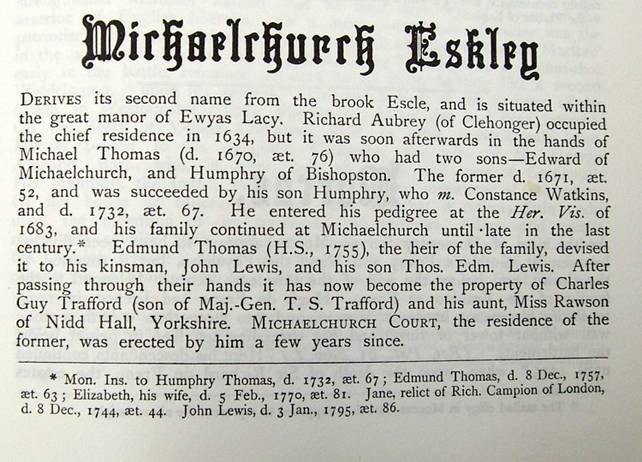 Michaelchurch Eskley
DERIVES its second name from the brook Escle, and is situated within
the great manor of Ewyas Lacy. Richard Aubrey (of Clehonger) occupied
the chief residence in 1634, but it was soon afterwards in the hands of
Michael Thomas (d. 1670, æt. 76) who had two sons—Edward of
Michaelchurch, and Humphry of Bishopston. The former d. 1671, æt.
52, and was succeeded by his son Humphry, who m. Constance Watkins,
and d. 1732, æt. 67. He entered his pedigree at the Her. Vis. of
1683, and his family continued at Michaelchurch until late in the last
century.* Edmund Thomas (H.S., 1755), the heir of the family, devised
it to his kinsman, John Lewis, and his son Thos. Edm. Lewis. After
passing through their hands it has now become the property of Charles
Guy Trafford (son of Maj.-Gen. T. S. Trafford) and his aunt, Miss Rawson
of Nidd Hall, Yorkshire. MICHAELCHURCH COURT, the residence of the
former, was erected by him a few years since.
* Mon. Ins. to Humphry Thomas, d. 1732, æt. 67; Edmund Thomas, d. 8 Dec., 1757,
æt. 63; Elizabeth, his wife, d. 5 Feb., 1770, æt. 81. Jane, relict of Rich. Campion of London,
d. 8 Dec., 1744, æt. 44. John Lewis, d. 3 Jan., 1795, æt. 86.